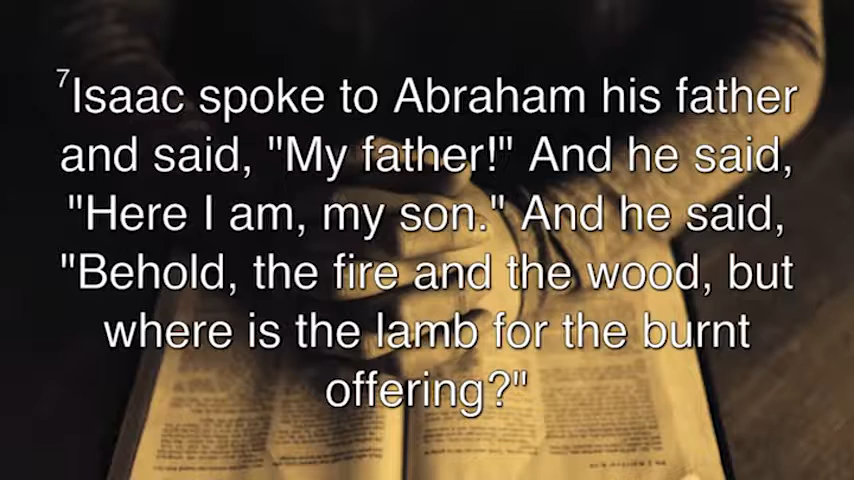 7Isaac spoke to Abraham his father
and said, "My father!" And he said,
"Here I am, my son." And he said,
"Behold, the fire and the wood, but
where is the lamb for the burnt
offering?"